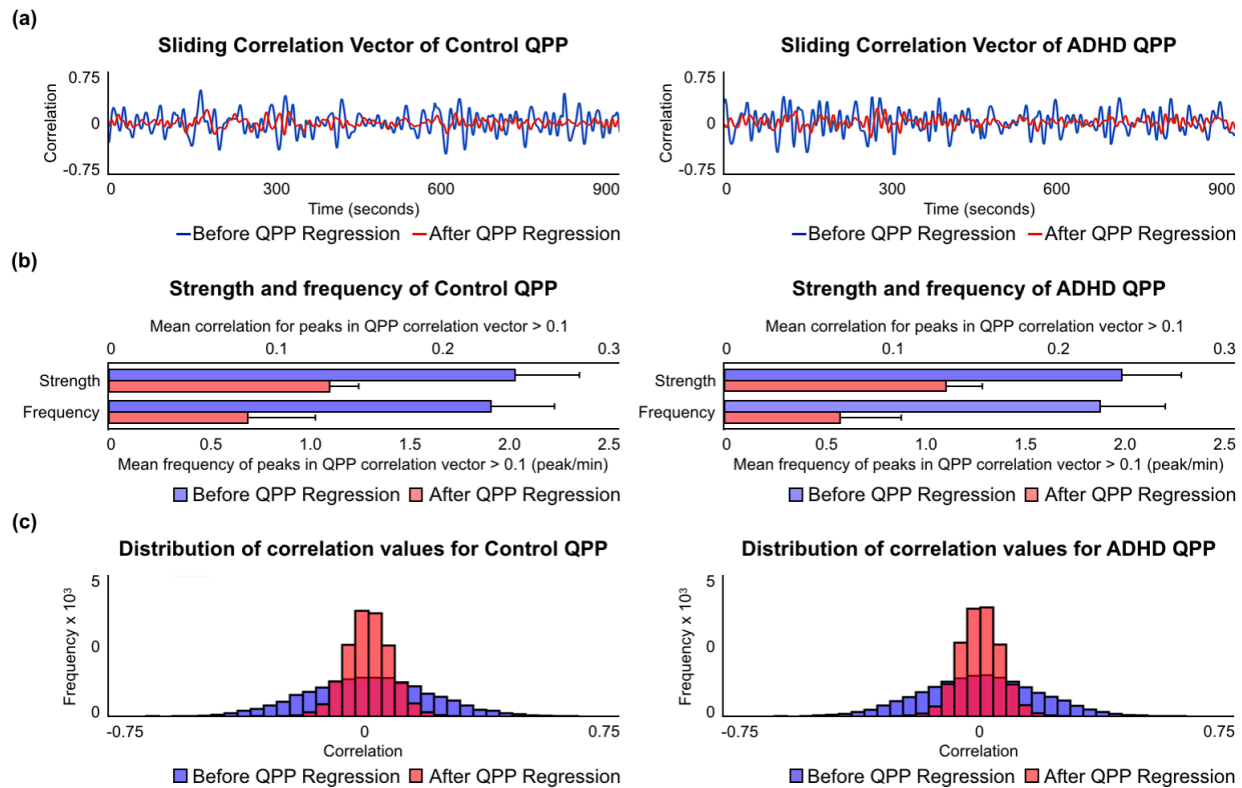 (a)
Sliding Correlation Vector of Control QPP
Correlation
0.75
0
-0.75
0 300 600 900
Time (seconds)
Before QPP Regression After QPP Regression
Sliding Correlation Vector of ADHD QPP
Correlation
0.75
0
-0.75
0 300 600 900
Time (seconds)
Before QPP Regression After QPP Regression
(b)
Strength and frequency of Control QPP
Mean correlation for peaks in QPP correlation vector > 0.1
0 0.1 0.2 0.3
Strength
Frequency
0 0.5 1.0 1.5 2.0 2.5
Mean frequency of peaks in QPP correlation vector > 0.1 (peak/min)
Before QPP Regression After QPP Regression
Strength and frequency of ADHD QPP
Mean correlation for peaks in QPP correlation vector > 0.1
0 0.1 0.2 0.3
Strength
Frequency
0 0.5 1.0 1.5 2.0 2.5
Mean frequency of peaks in QPP correlation vector > 0.1 (peak/min)
Before QPP Regression After QPP Regression
(c)
Distribution of correlation values for Control QPP
Frequency x 10³
5
0
0
-0.75 0 0.75
Correlation
Before QPP Regression After QPP Regression
Distribution of correlation values for ADHD QPP
Frequency x 10³
5
0
0
-0.75 0 0.75
Correlation
Before QPP Regression After QPP Regression